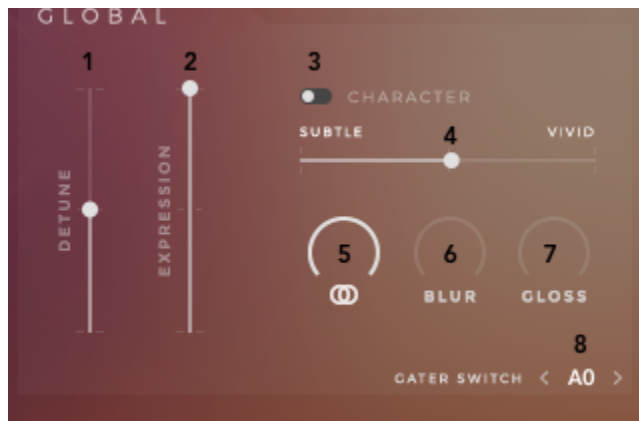 GLOBAL
1
2
3
CHARACTER
SUBTLE
4
VIVID
DETUNE
EXPRESSION
5
6
7
BLUR
GLOSS
8
GATER SWITCH < A0 >